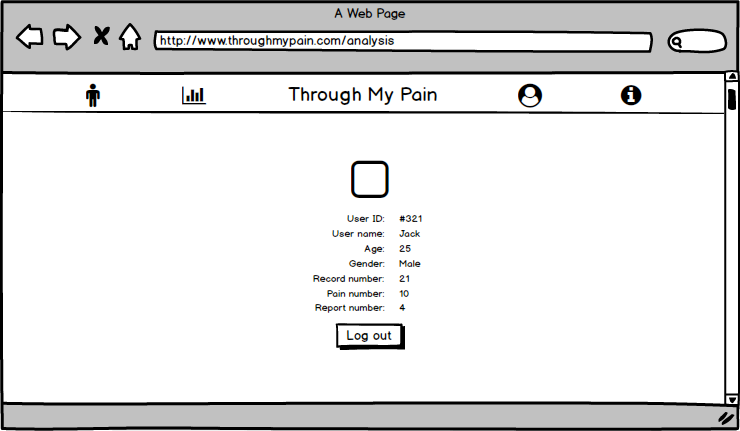 A Web Page
http://www.throughmypain.com/analysis
Through My Pain
User ID: #321
User name: Jack
Age: 25
Gender: Male
Record number: 21
Pain number: 10
Report number: 4
Log out